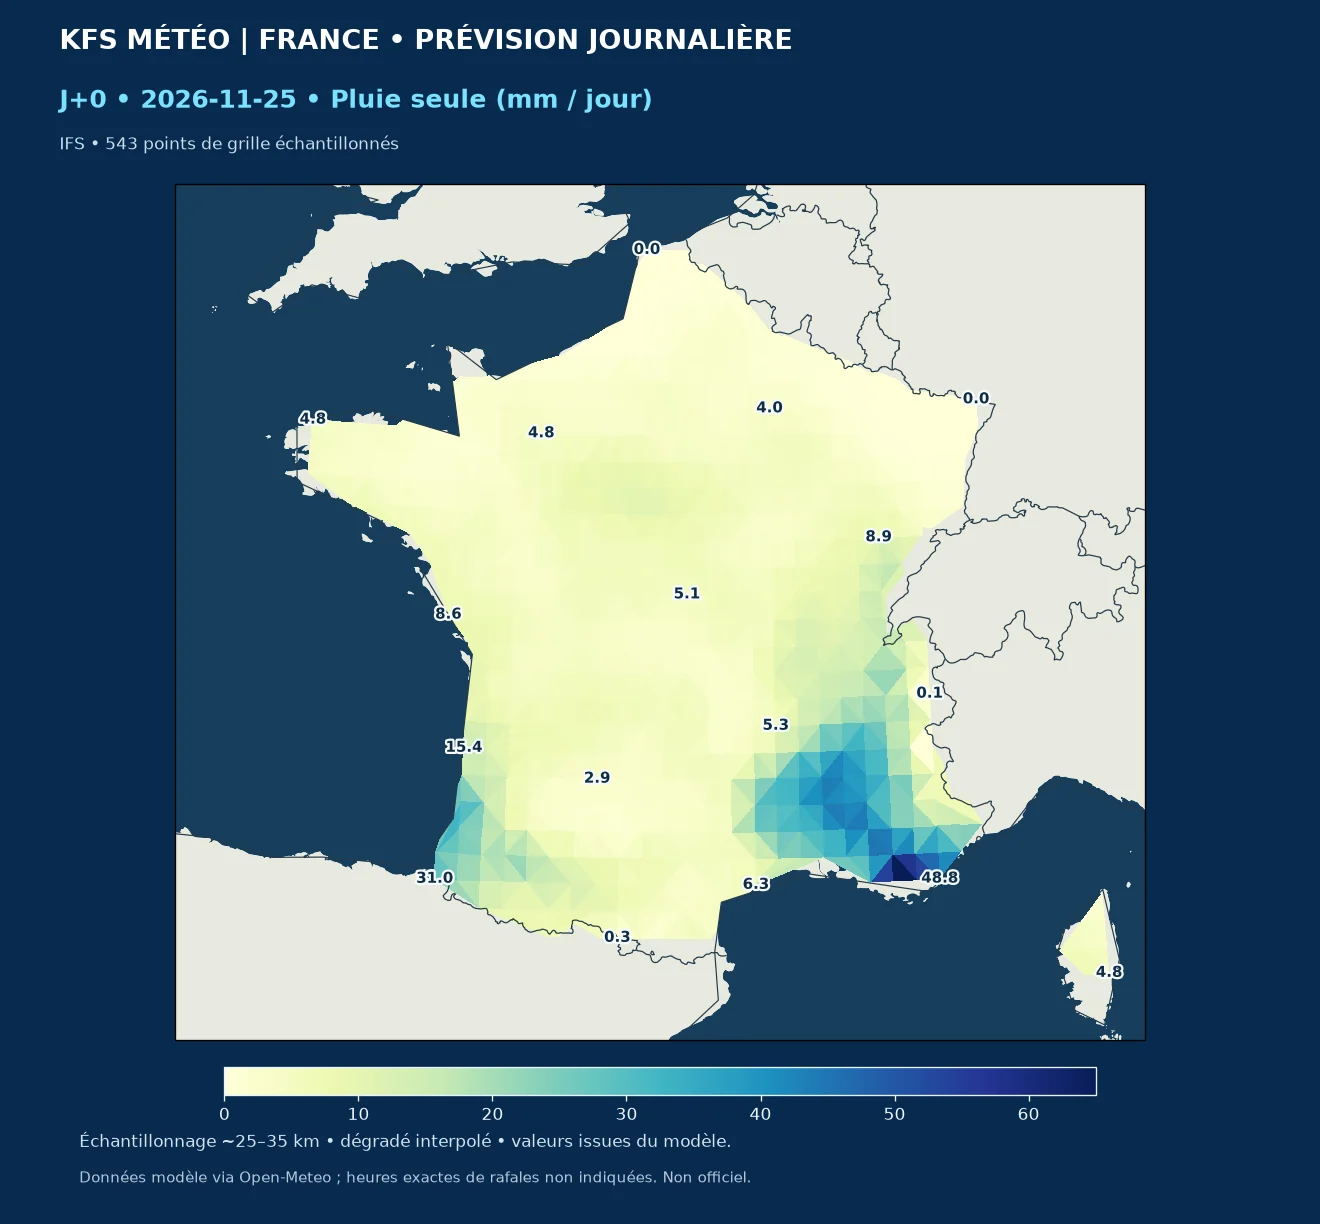 KFS MÉTÉO | FRANCE • PRÉVISION JOURNALIÈRE
J+0 • 2026-11-25 • Pluie seule (mm / jour)
IFS • 543 points de grille échantillonnés
0.0
0.0
4.0
4.8
4.8
8.9
5.1
8.6
0.1
5.3
15.4
2.9
31.0
48.8
6.3
0.3
4.8
0 10 20 30 40 50 60
Échantillonnage ~25–35 km • dégradé interpolé • valeurs issues du modèle.
Données modèle via Open-Meteo ; heures exactes de rafales non indiquées. Non officiel.